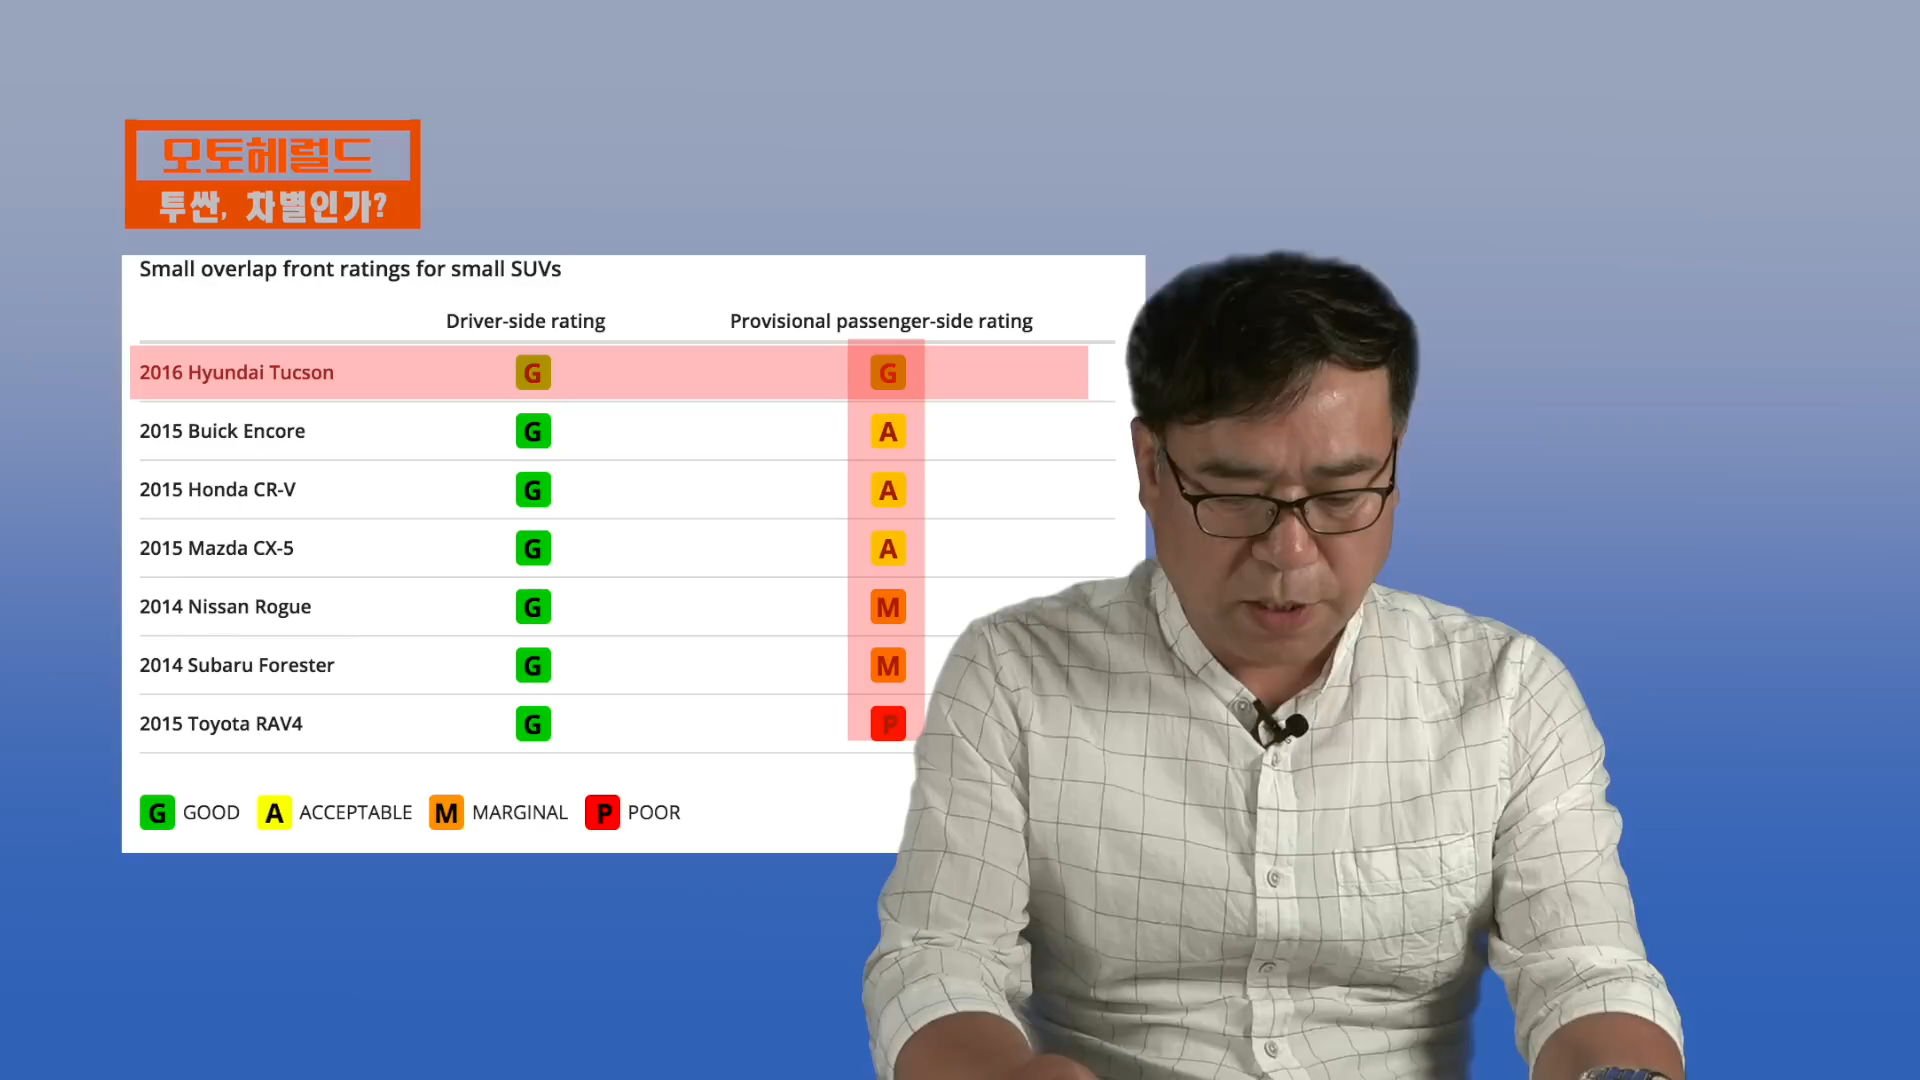 모토헤럴드
투싼, 차별인가?
Small overlap front ratings for small SUVs
Driver-side rating Provisional passenger-side rating
2016 Hyundai Tucson G G
2015 Buick Encore G A
2015 Honda CR-V G A
2015 Mazda CX-5 G A
2014 Nissan Rogue G M
2014 Subaru Forester G M
2015 Toyota RAV4 G P
G GOOD A ACCEPTABLE M MARGINAL P POOR